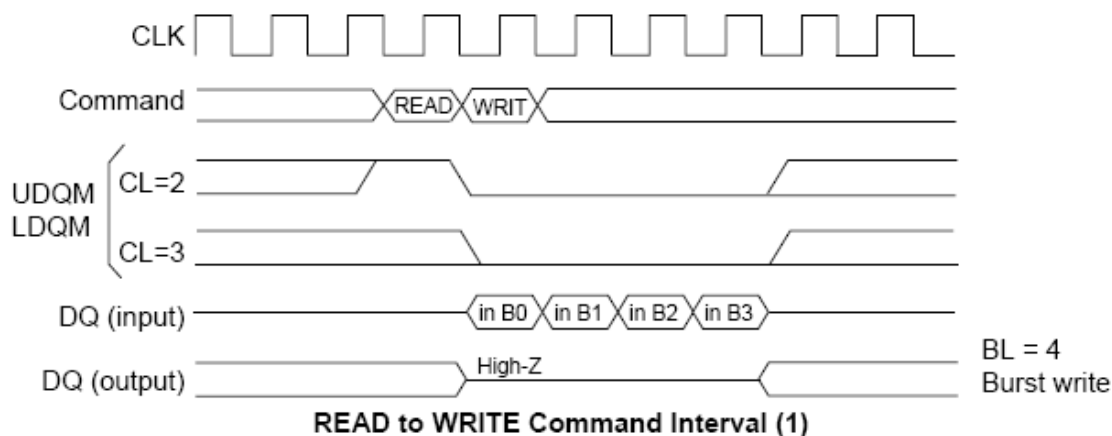 CLK
Command
READ WRIT
UDQM
LDQM
CL=2
CL=3
DQ (input)
in B0 in B1 in B2 in B3
DQ (output)
High-Z
BL = 4
Burst write
READ to WRITE Command Interval (1)